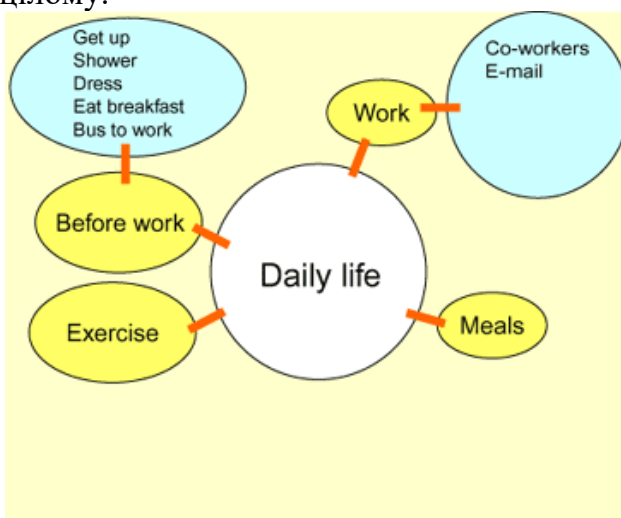 цілому.
Get up
Shower
Dress
Eat breakfast
Bus to work
Co-workers
E-mail
Work
Before work
Daily life
Exercise
Meals